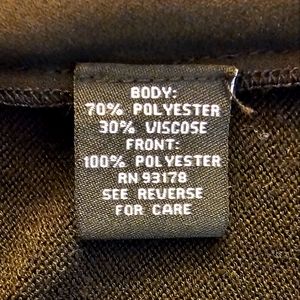 BODY:
70% POLYESTER
30% VISCOSE
FRONT:
100% POLYESTER
RN 93178
SEE REVERSE
FOR CARE